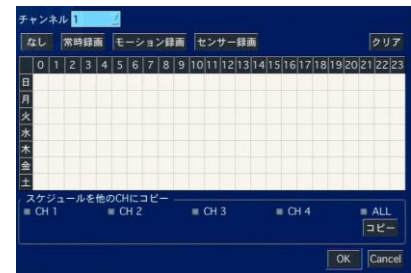 チャンネル 1
なし 常時録画 モーション録画 センサー録画 クリア
0 1 2 3 4 5 6 7 8 9 10 11 12 13 14 15 16 17 18 19 20 21 22 23
日
月
火
水
木
金
土
スケジュールを他のCHにコピー
CH 1 CH 2 CH 3 CH 4 ALL
コピー
OK Cancel